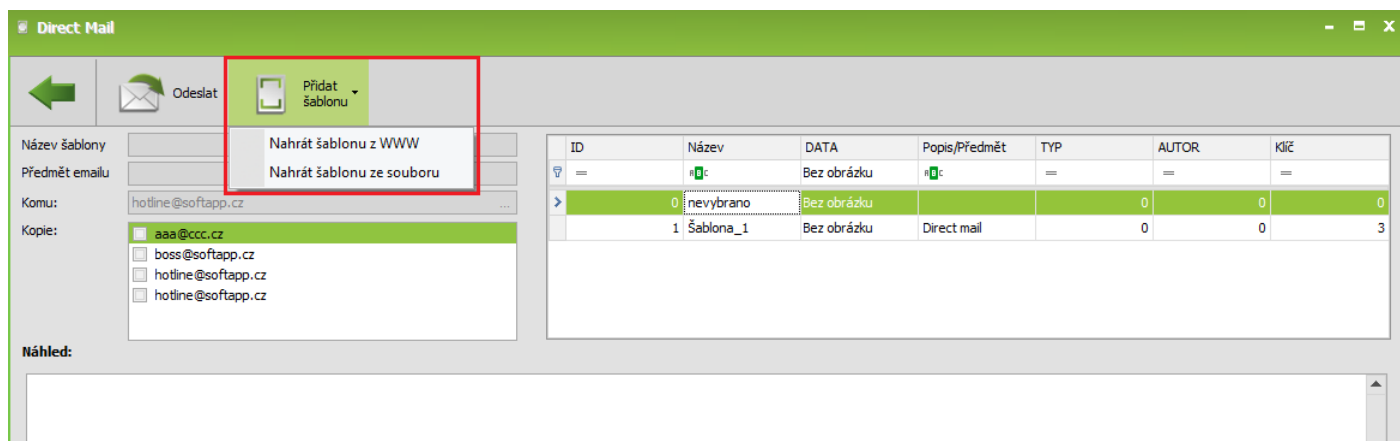 Direct Mail
Odeslat
Přidat
šablonu
Nahrát šablonu z WWW
Nahrát šablonu ze souboru
Název šablony
Předmět emailu
Komu:
hotline@softapp.cz ...
Kopie:
aaa@ccc.cz
boss@softapp.cz
hotline@softapp.cz
hotline@softapp.cz
ID Název DATA Popis/Předmět TYP AUTOR Klíč
= ABC Bez obrázku ABC = = =
0 nevybrano Bez obrázku 0 0 0
1 Šablona_1 Bez obrázku Direct mail 0 0 3
Náhled: